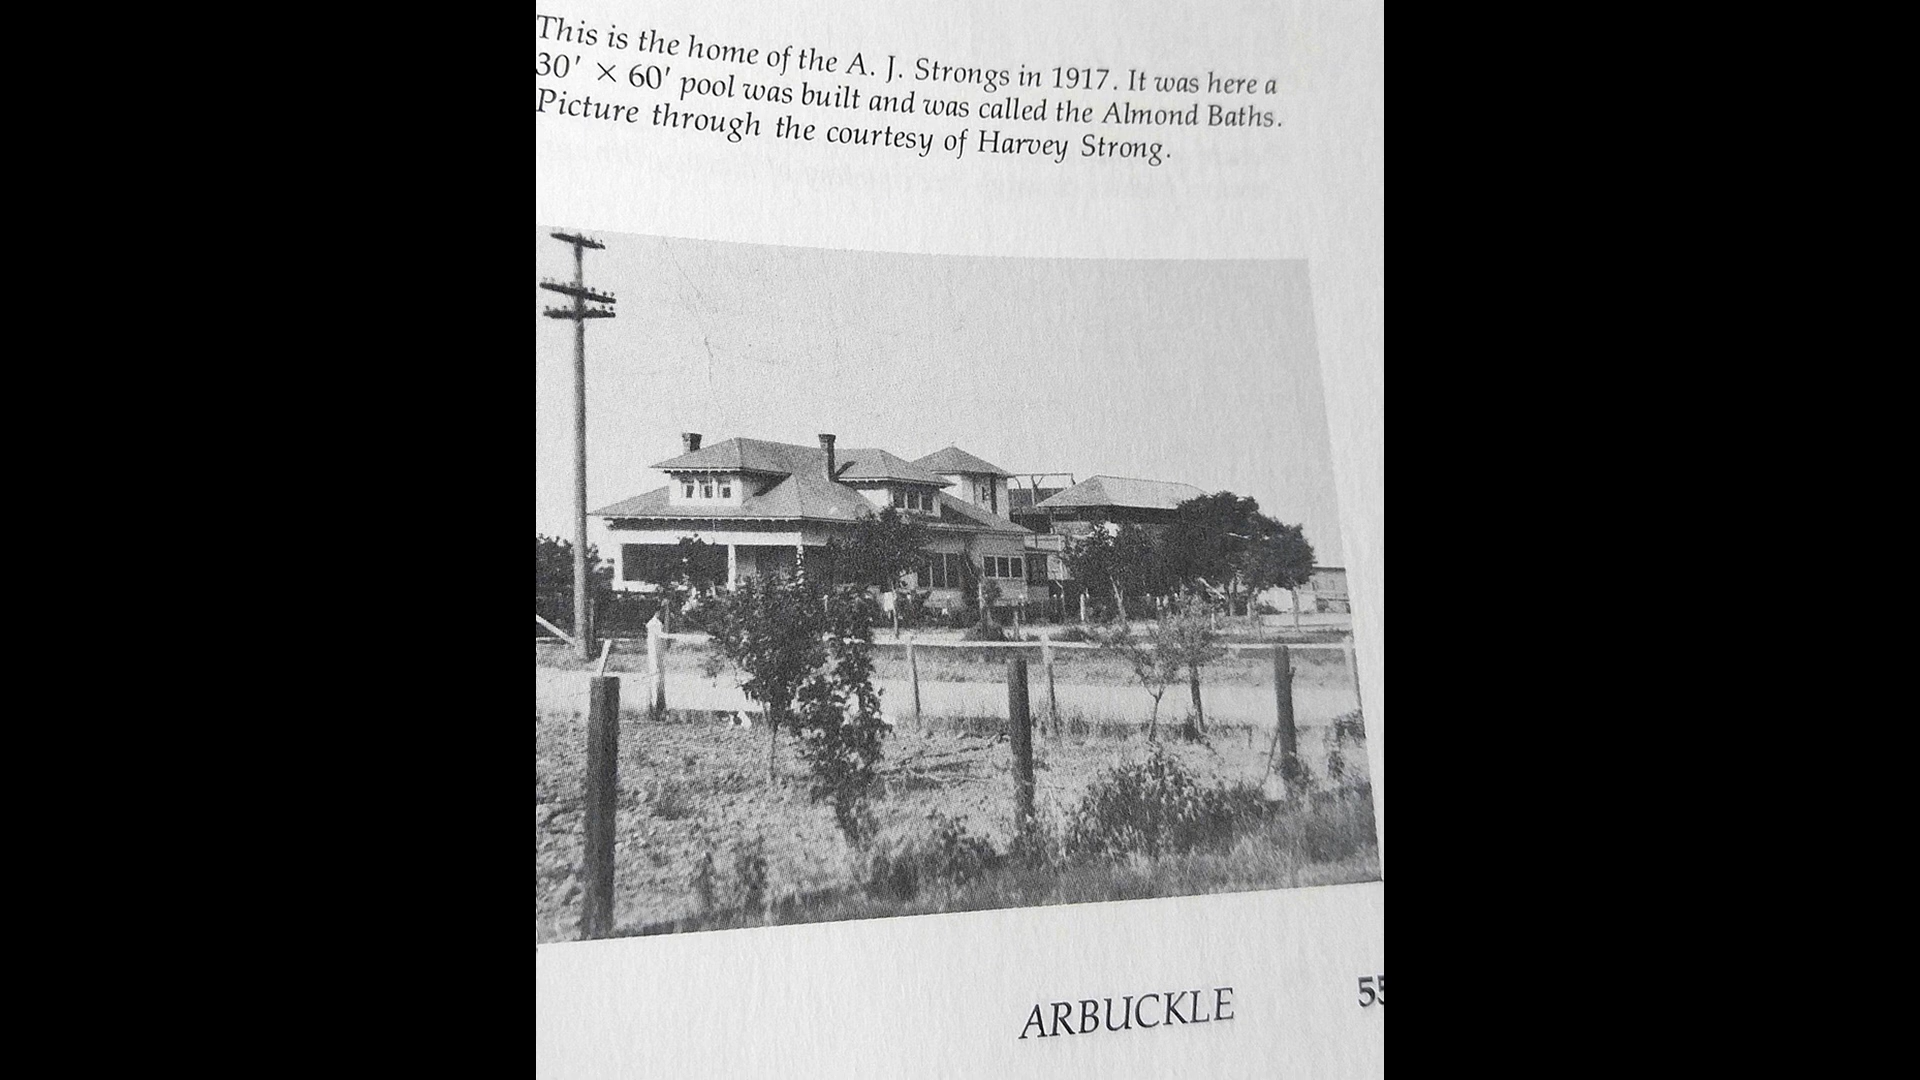 This is the home of the A. J. Strongs in 1917. It was here a
30' × 60' pool was built and was called the Almond Baths.
Picture through the courtesy of Harvey Strong.
ARBUCKLE
55